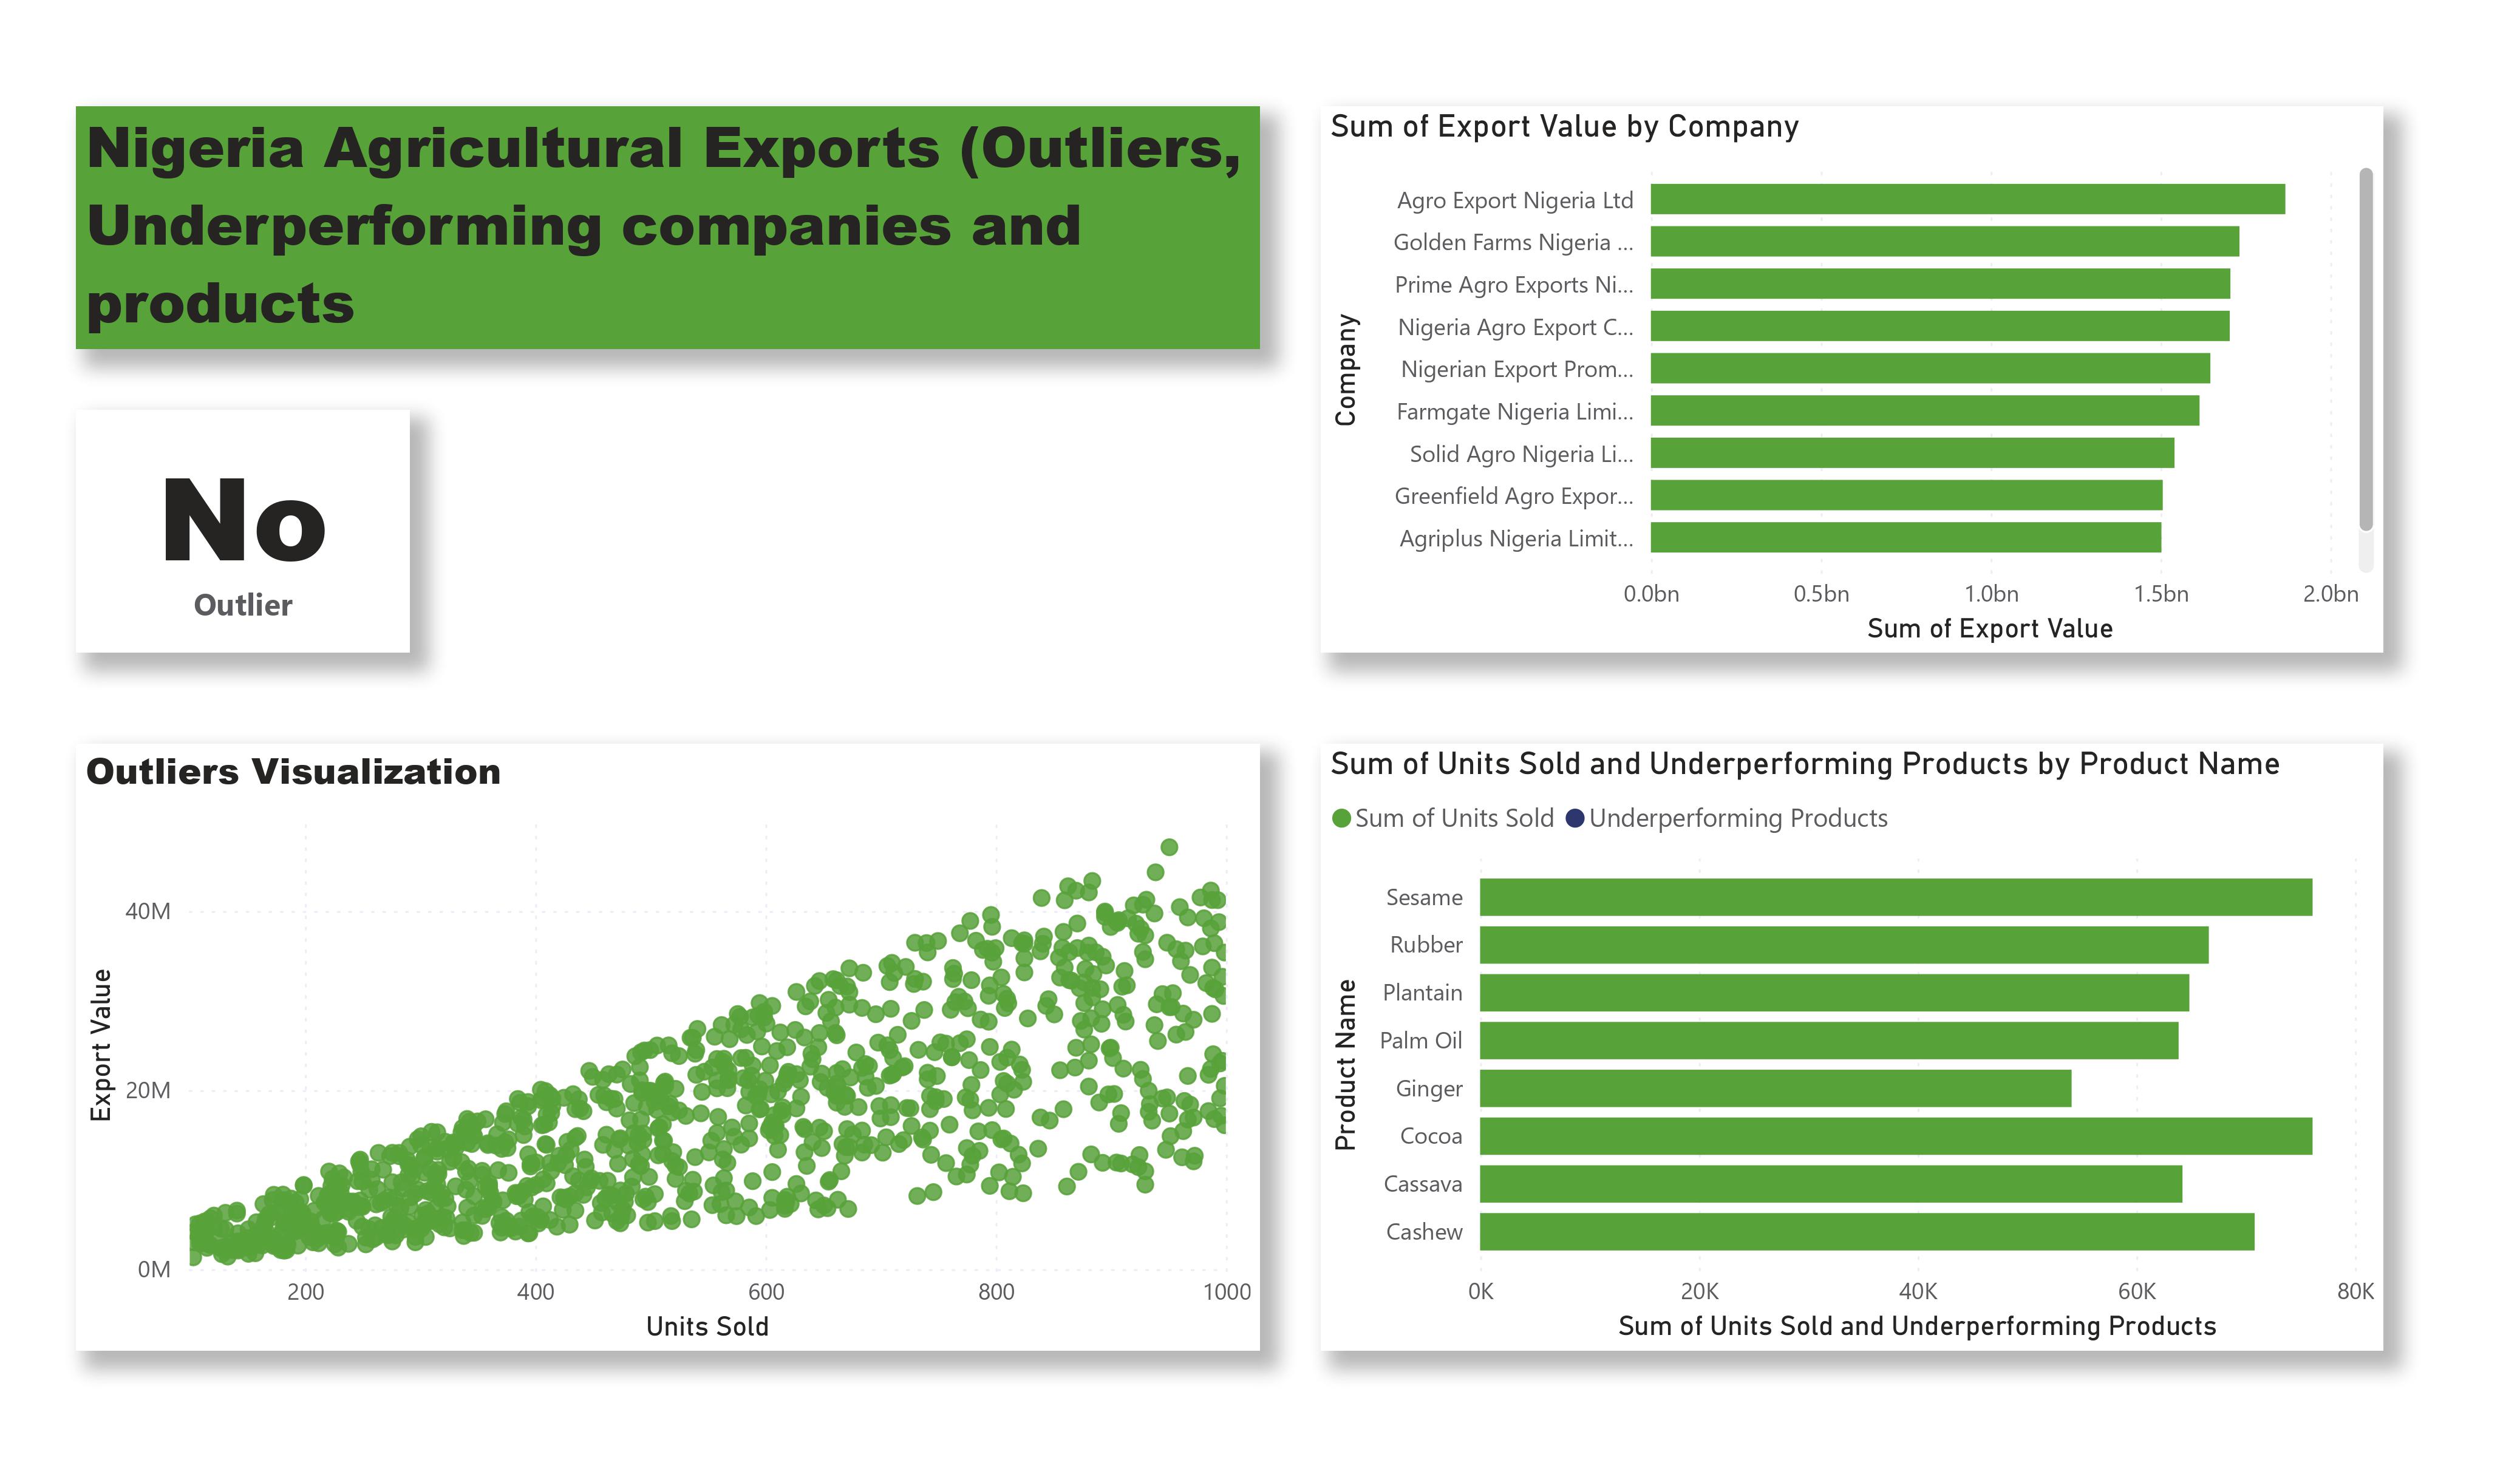 Nigeria Agricultural Exports (Outliers,
Underperforming companies and
products
No
Outlier
Sum of Export Value by Company
Company
Agro Export Nigeria Ltd
Golden Farms Nigeria ...
Prime Agro Exports Ni...
Nigeria Agro Export C...
Nigerian Export Prom...
Farmgate Nigeria Limi...
Solid Agro Nigeria Li...
Greenfield Agro Expor...
Agriplus Nigeria Limit...
0.0bn 0.5bn 1.0bn 1.5bn 2.0bn
Sum of Export Value
Outliers Visualization
Export Value
40M
20M
0M
200 400 600 800 1000
Units Sold
Sum of Units Sold and Underperforming Products by Product Name
Sum of Units Sold Underperforming Products
Product Name
Sesame
Rubber
Plantain
Palm Oil
Ginger
Cocoa
Cassava
Cashew
0K 20K 40K 60K 80K
Sum of Units Sold and Underperforming Products